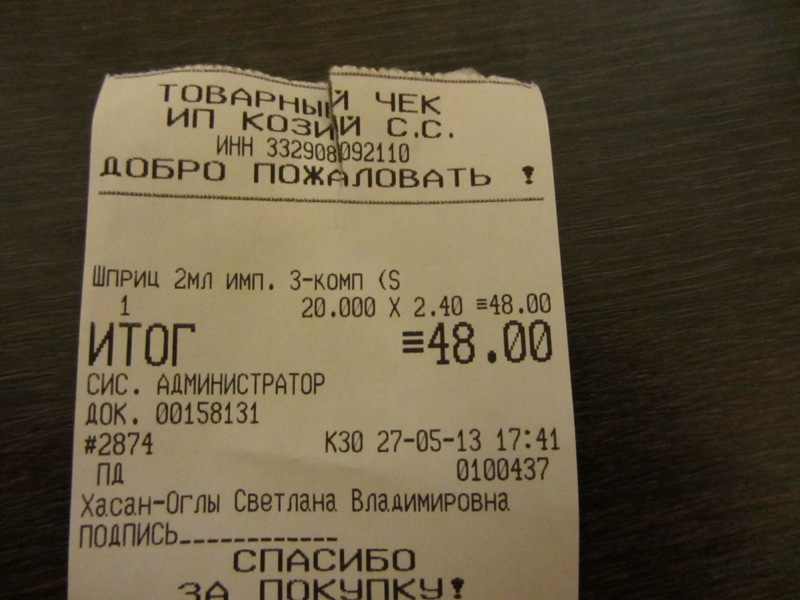 ТОВАРНЫЙ ЧЕК
ИП КОЗИЙ С.С.
ИНН 332908092110
ДОБРО ПОЖАЛОВАТЬ !
Шприц 2мл имп. 3-комп (S
1 20.000 X 2.40 ≡48.00
ИТОГ ≡48.00
СИС. АДМИНИСТРАТОР
ДОК. 00158131
#2874 К30 27-05-13 17:41
ПД 0100437
Хасан-Оглы Светлана Владимировна
ПОДПИСЬ_____________
СПАСИБО
ЗА ПОКУПКУ!